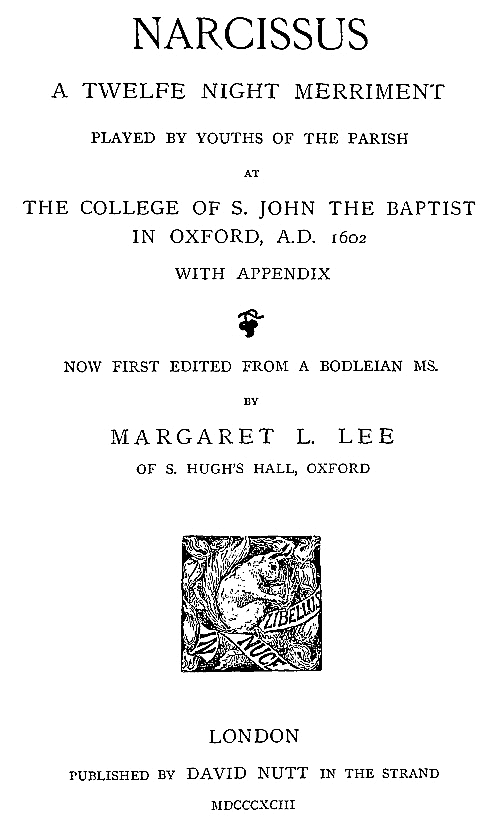 NARCISSUS
A TWELFE NIGHT MERRIMENT
PLAYED BY YOUTHS OF THE PARISH
AT
THE COLLEGE OF S. JOHN THE BAPTIST
IN OXFORD, A.D. 1602
WITH APPENDIX
NOW FIRST EDITED FROM A BODLEIAN MS.
BY
MARGARET L. LEE
OF S. HUGH'S HALL, OXFORD
LIBELLUS
IN NUCE
LONDON
PUBLISHED BY DAVID NUTT IN THE STRAND
MDCCCXCIII